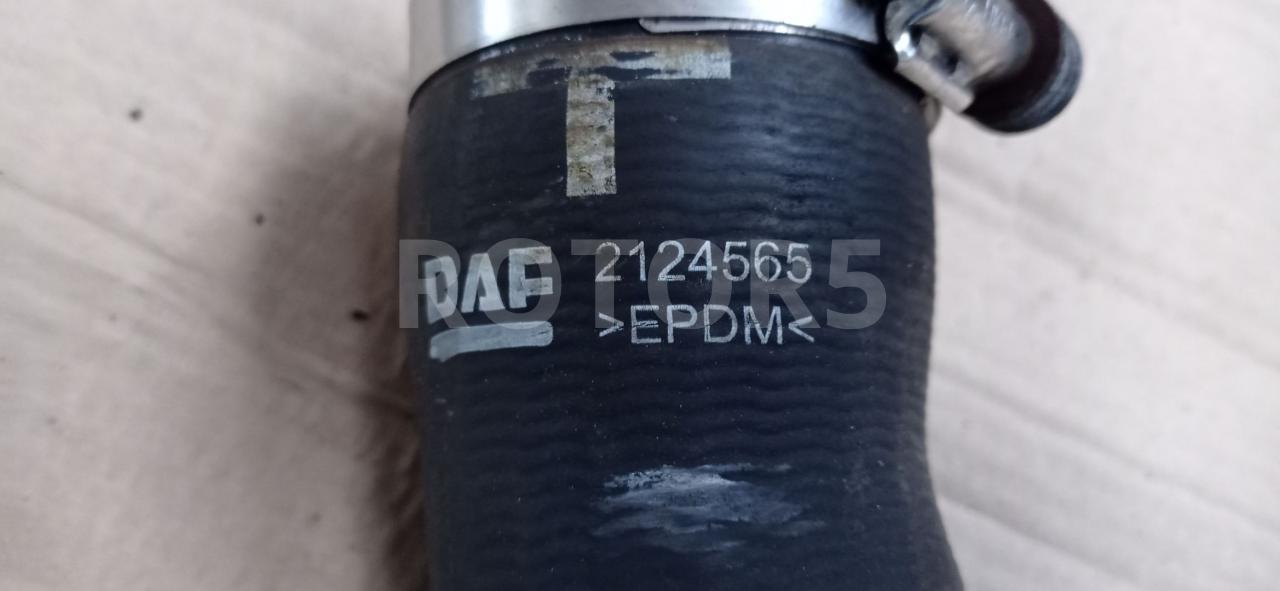 T
DAF 2124565
>EPDM<
ROTOR5